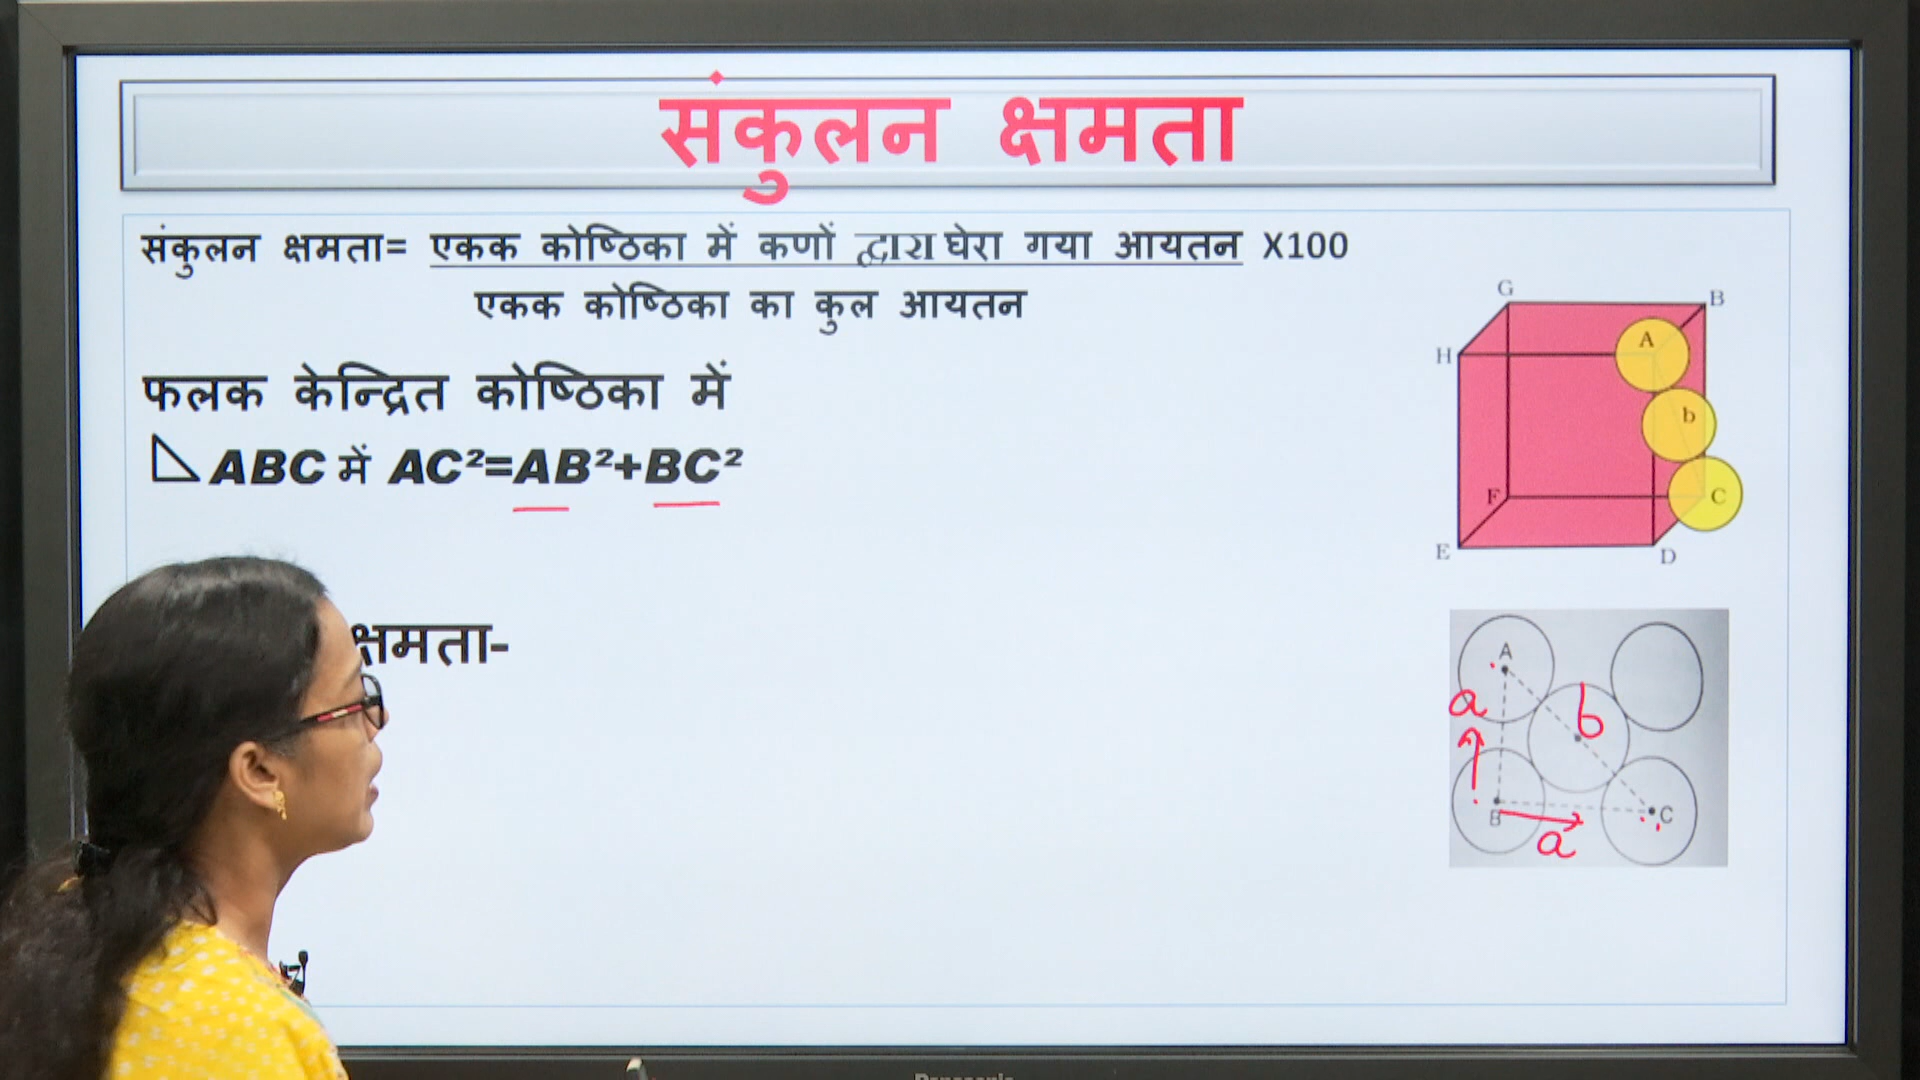 संकुलन क्षमता
संकुलन क्षमता= एकक कोष्ठिका में कणों द्वारा घेरा गया आयतन X100
एकक कोष्ठिका का कुल आयतन
फलक केन्द्रित कोष्ठिका में
ABC में AC²=AB²+BC²
क्षमता-
G
B
H
A
b
F
C
E
D
A
a
b
B
C
a